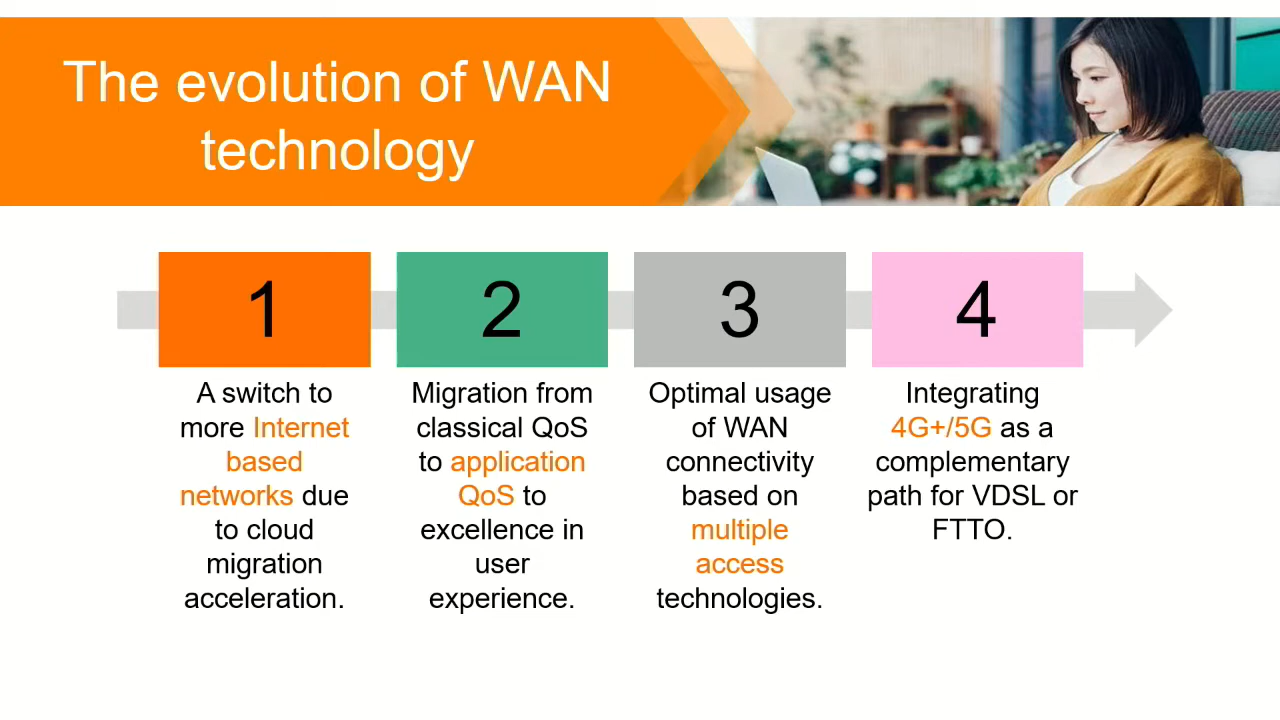 The evolution of WAN
technology
1
2
3
4
A switch to
more Internet
based
networks due
to cloud
migration
acceleration.
Migration from
classical QoS
to application
QoS to
excellence in
user
experience.
Optimal usage
of WAN
connectivity
based on
multiple
access
technologies.
Integrating
4G+/5G as a
complementary
path for VDSL or
FTTO.